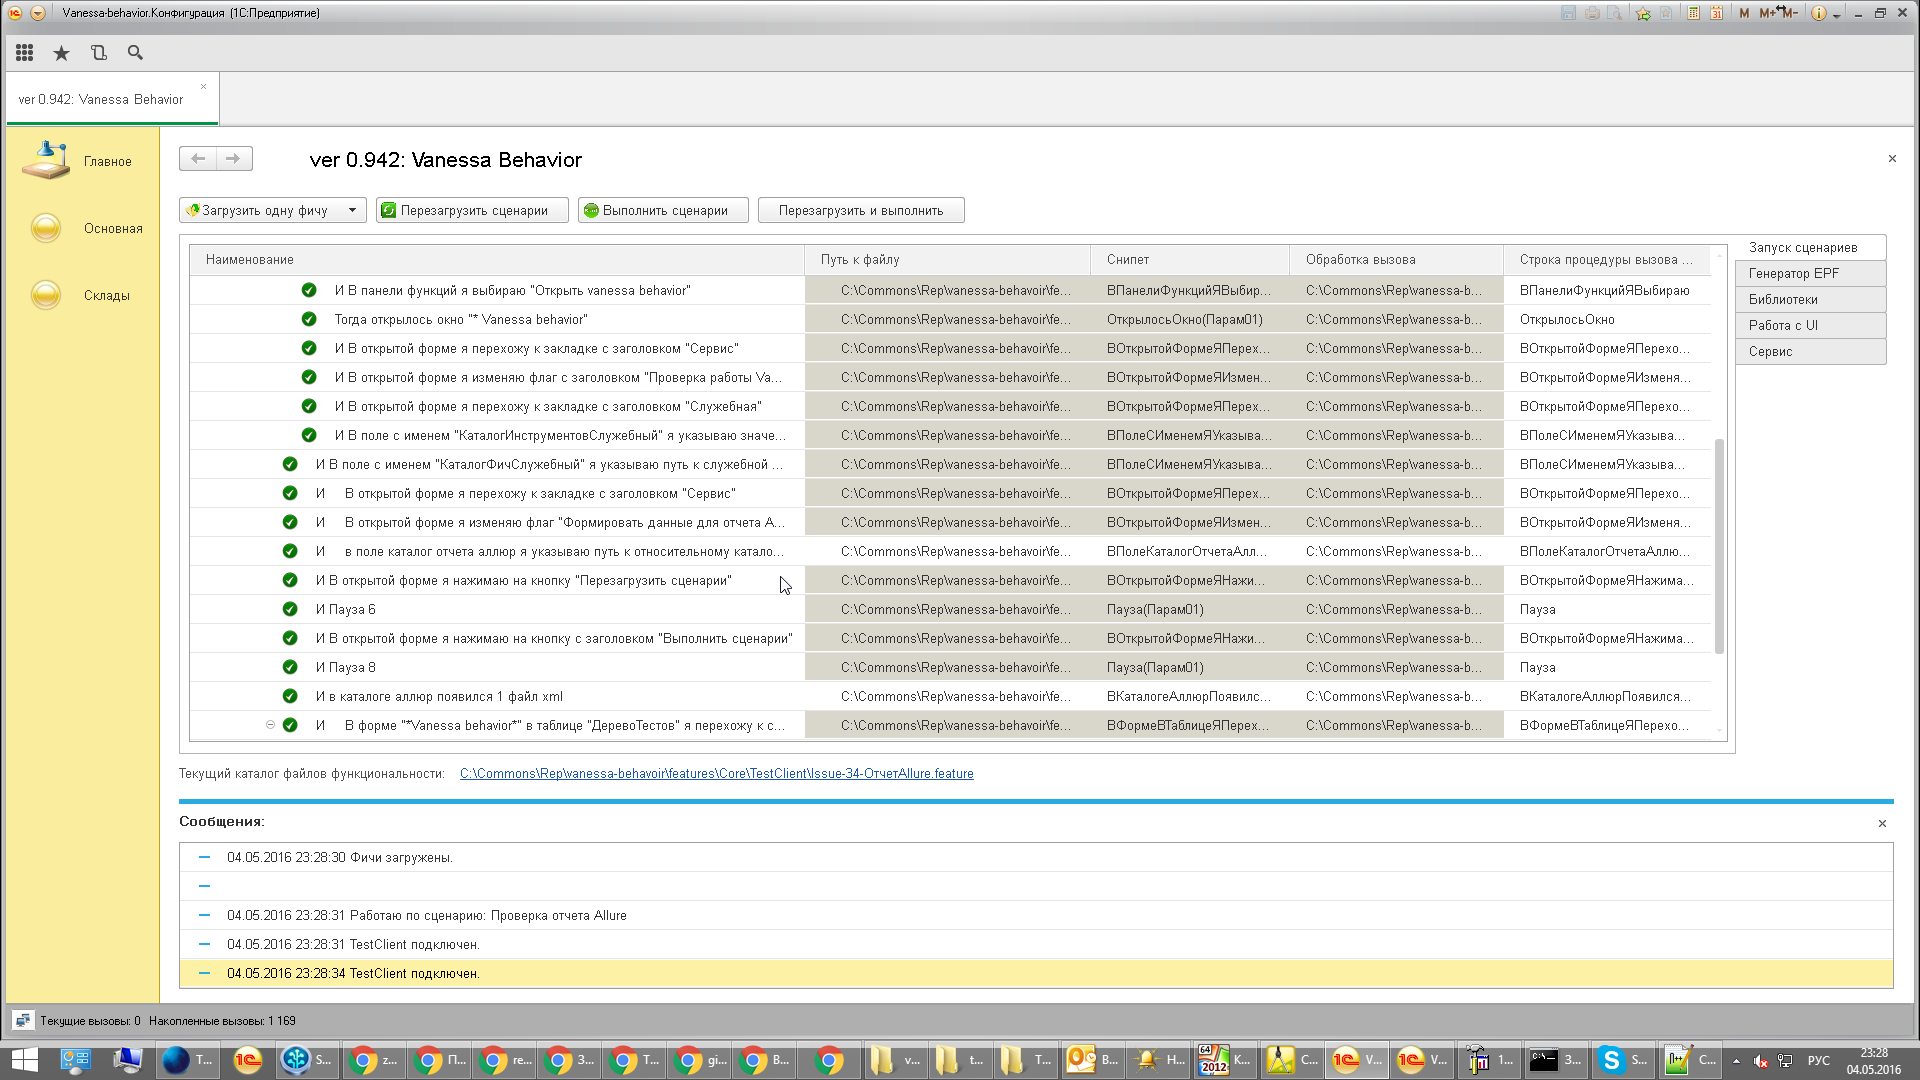 Vanessa-behavior.Конфигурация (1С:Предприятие)
M M+ M-
ver 0.942: Vanessa Behavior
Главное
Основная
Склады
ver 0.942: Vanessa Behavior
Загрузить одну фичу Перезагрузить сценарии Выполнить сценарии Перезагрузить и выполнить
Запуск сценариев
Генератор EPF
Библиотеки
Работа с UI
Сервис
Наименование Путь к файлу Снипет Обработка вызова Строка процедуры вызова ...
И В панели функций я выбираю "Открыть vanessa behavior" C:\Commons\Rep\vanessa-behavoir\fe... ВПанелиФункцийЯВыбир... C:\Commons\Rep\vanessa-b... ВПанелиФункцийЯВыбираю
Тогда открылось окно "* Vanessa behavior" C:\Commons\Rep\vanessa-behavoir\fe... ОткрылосьОкно(Парам01) C:\Commons\Rep\vanessa-b... ОткрылосьОкно
И В открытой форме я перехожу к закладке с заголовком "Сервис" C:\Commons\Rep\vanessa-behavoir\fe... ВОткрытойФормеЯПерех... C:\Commons\Rep\vanessa-b... ВОткрытойФормеЯПерехо...
И В открытой форме я изменяю флаг с заголовком "Проверка работы Va... C:\Commons\Rep\vanessa-behavoir\fe... ВОткрытойФормеЯИзмен... C:\Commons\Rep\vanessa-b... ВОткрытойФормеЯИзменя...
И В открытой форме я перехожу к закладке с заголовком "Служебная" C:\Commons\Rep\vanessa-behavoir\fe... ВОткрытойФормеЯПерех... C:\Commons\Rep\vanessa-b... ВОткрытойФормеЯПерехо...
И В поле с именем "КаталогИнструментовСлужебный" я указываю значе... C:\Commons\Rep\vanessa-behavoir\fe... ВПолеСИменемЯУказыва... C:\Commons\Rep\vanessa-b... ВПолеСИменемЯУказыва...
И В поле с именем "КаталогФичСлужебный" я указываю путь к служебной ... C:\Commons\Rep\vanessa-behavoir\fe... ВПолеСИменемЯУказыва... C:\Commons\Rep\vanessa-b... ВПолеСИменемЯУказыва...
И В открытой форме я перехожу к закладке с заголовком "Сервис" C:\Commons\Rep\vanessa-behavoir\fe... ВОткрытойФормеЯПерех... C:\Commons\Rep\vanessa-b... ВОткрытойФормеЯПерехо...
И В открытой форме я изменяю флаг "Формировать данные для отчета А... C:\Commons\Rep\vanessa-behavoir\fe... ВОткрытойФормеЯИзмен... C:\Commons\Rep\vanessa-b... ВОткрытойФормеЯИзменя...
И в поле каталог отчета аллюр я указываю путь к относительному катало... C:\Commons\Rep\vanessa-behavoir\fe... ВПолеКаталогОтчетаАлл... C:\Commons\Rep\vanessa-b... ВПолеКаталогОтчетаАллю...
И В открытой форме я нажимаю на кнопку "Перезагрузить сценарии" C:\Commons\Rep\vanessa-behavoir\fe... ВОткрытойФормеЯНажи... C:\Commons\Rep\vanessa-b... ВОткрытойФормеЯНажима...
И Пауза 6 C:\Commons\Rep\vanessa-behavoir\fe... Пауза(Парам01) C:\Commons\Rep\vanessa-b... Пауза
И В открытой форме я нажимаю на кнопку с заголовком "Выполнить сценарии" C:\Commons\Rep\vanessa-behavoir\fe... ВОткрытойФормеЯНажи... C:\Commons\Rep\vanessa-b... ВОткрытойФормеЯНажима...
И Пауза 8 C:\Commons\Rep\vanessa-behavoir\fe... Пауза(Парам01) C:\Commons\Rep\vanessa-b... Пауза
И в каталоге аллюр появился 1 файл xml C:\Commons\Rep\vanessa-behavoir\fe... ВКаталогеАллюрПоявилс... C:\Commons\Rep\vanessa-b... ВКаталогеАллюрПоявился...
И В форме "*Vanessa behavior*" в таблице "ДеревоТестов" я перехожу к с... C:\Commons\Rep\vanessa-behavoir\fe... ВФормеВТаблицеЯПерех... C:\Commons\Rep\vanessa-b... ВФормеВТаблицеЯПерехо...
Текущий каталог файлов функциональности: C:\Commons\Rep\vanessa-behavoir\features\Core\TestClient\Issue-34-ОтчетAllure.feature
Сообщения:
04.05.2016 23:28:30 Фичи загружены.
04.05.2016 23:28:31 Работаю по сценарию: Проверка отчета Allure
04.05.2016 23:28:31 TestClient подключен.
04.05.2016 23:28:34 TestClient подключен.
Текущие вызовы: 0 Накопленные вызовы: 1 169
T... S... z... П... re... З... Т... gi... В... v... t... Т... В... Н... К... С... V... V... 1... З... S... С... РУС 23:28
04.05.2016